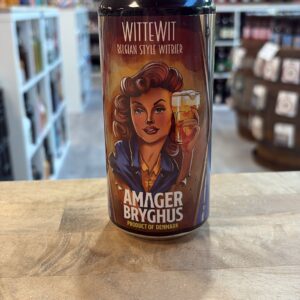 WITTEWIT
BELGIAN STYLE WITBIER
AMAGER
BRYGHUS
PRODUCT OF DENMARK